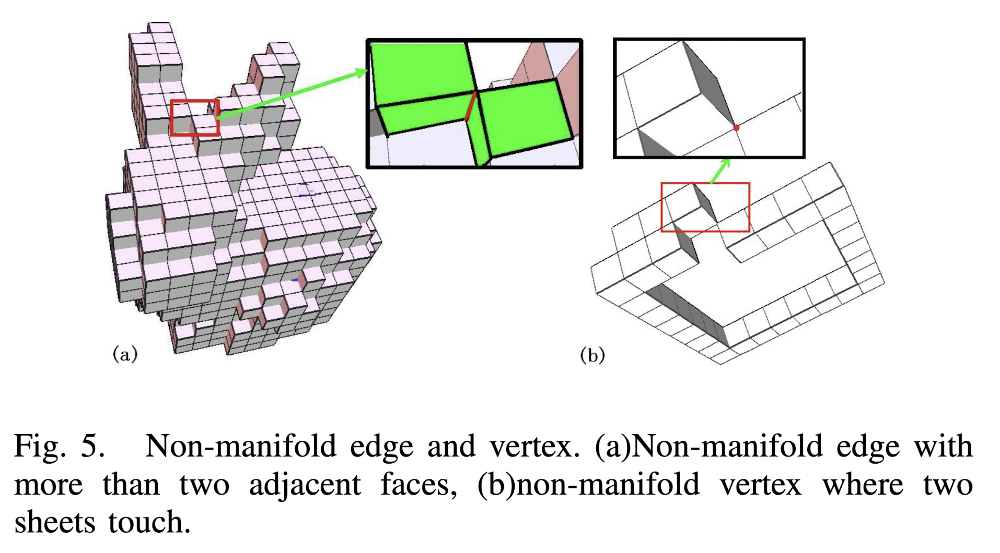 (a)
(b)
Fig. 5. Non-manifold edge and vertex. (a)Non-manifold edge with
more than two adjacent faces, (b)non-manifold vertex where two
sheets touch.